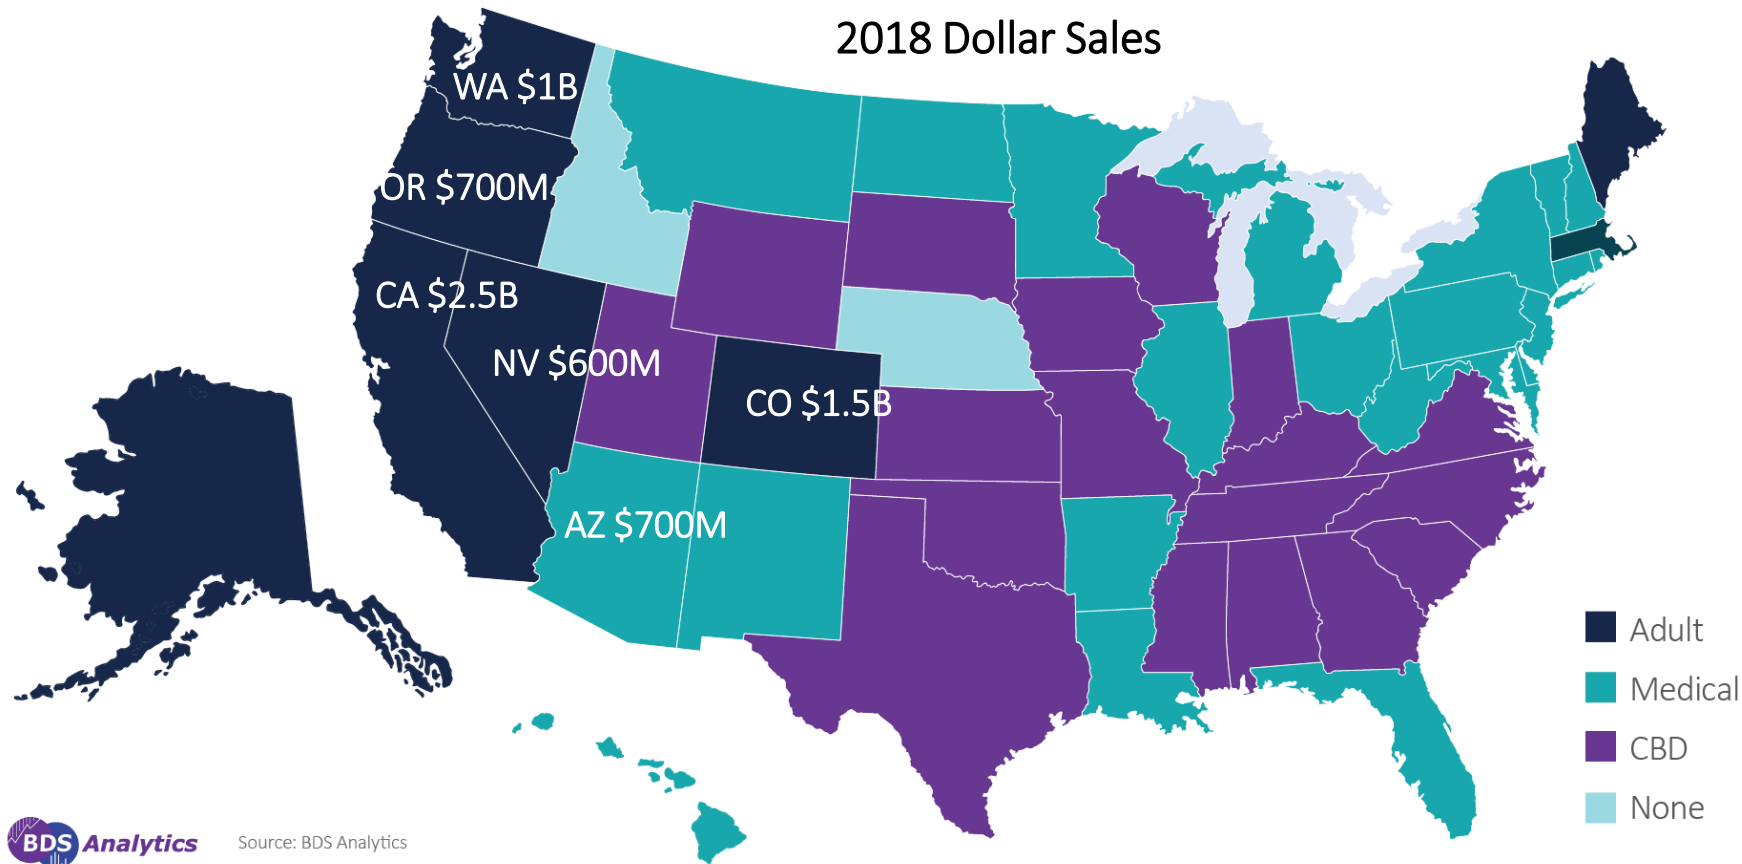 2018 Dollar Sales
WA $1B
OR $700M
CA $2.5B
NV $600M
CO $1.5B
AZ $700M
Adult
Medical
CBD
None
BDS Analytics
Source: BDS Analytics